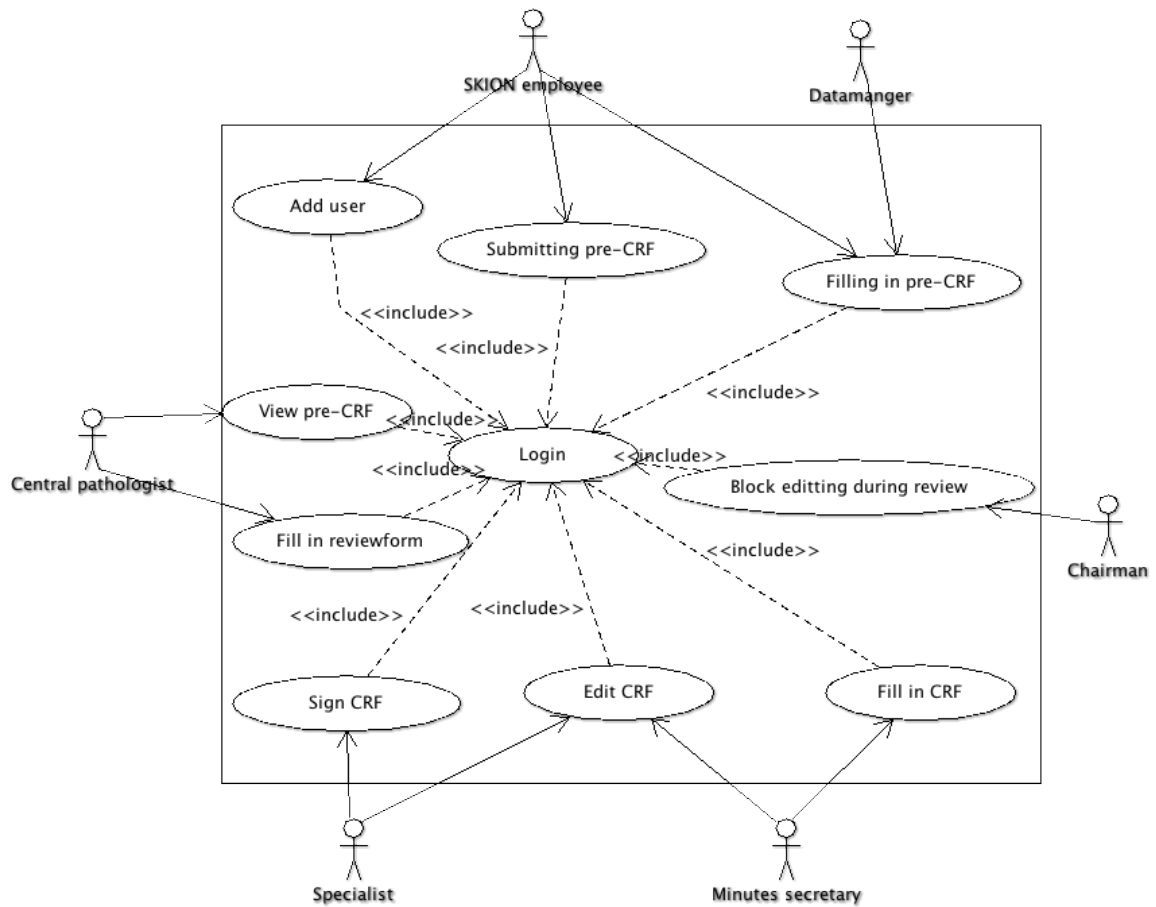 SKION employee
Datamanger
Add user
Submitting pre-CRF
Filling in pre-CRF
<<include>>
<<include>>
<<include>>
View pre-CRF
<<include>>
Login
<<include>>
<<include>>
Block editting during review
Central pathologist
Fill in reviewform
<<include>>
Chairman
<<include>>
<<include>>
Sign CRF
Edit CRF
Fill in CRF
Specialist
Minutes secretary